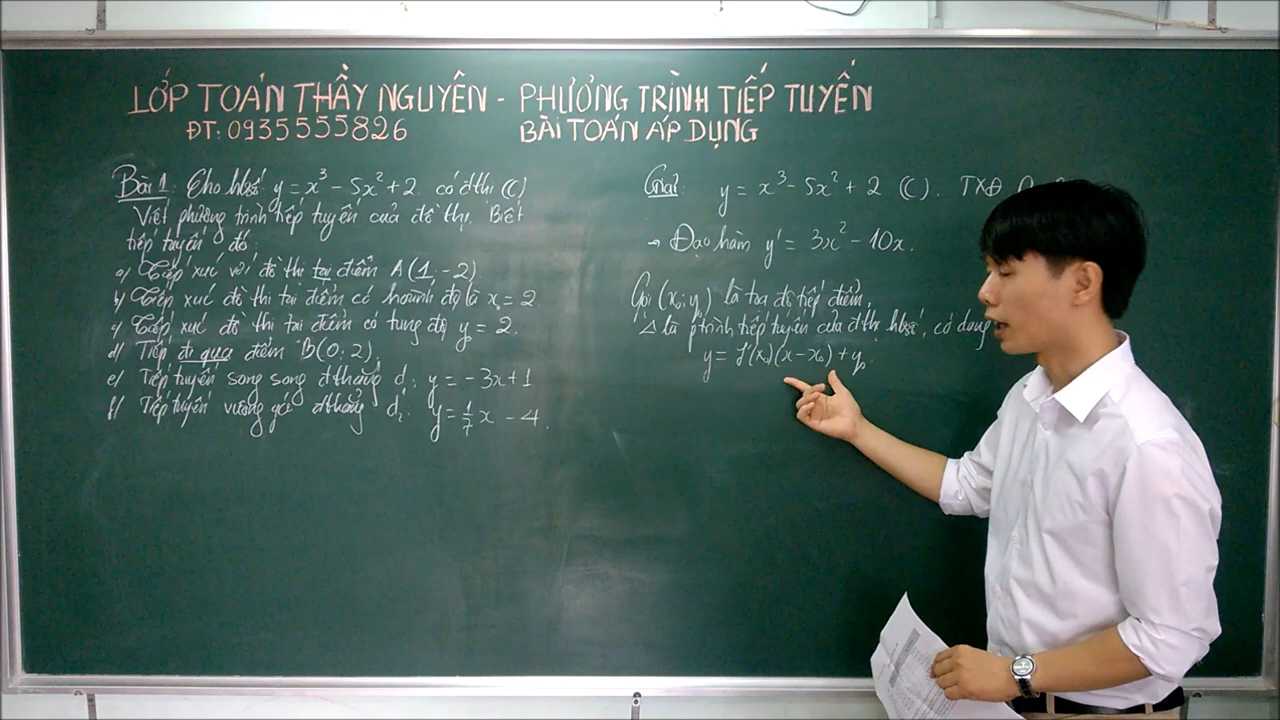 LỚP TOÁN THẦY NGUYÊN - PHƯƠNG TRÌNH TIẾP TUYẾN
ĐT: 0935555826
BÀI TOÁN ÁP DỤNG
Bài 1: Cho hsố y = x³ - 5x² + 2 có đthị (C)
Viết phương trình tiếp tuyến của đồ thị. Biết
tiếp tuyến đó:
a) Tiếp xúc với đồ thị tại điểm A(1; -2)
b) Tiếp xúc đồ thị tại điểm có hoành độ là x₀ = 2
c) Tiếp xúc đồ thị tại điểm có tung độ y₀ = 2.
d) Tiếp đi qua điểm B(0; 2)
e) Tiếp tuyến song song đthẳng d₁: y = -3x + 1
f) Tiếp tuyến vuông góc đthẳng d₂: y = 1/7 x - 4.
Giải: y = x³ - 5x² + 2 (C). TXĐ
→ Đạo hàm y' = 3x² - 10x.
Gọi (x₀; y₀) là tọa độ tiếp điểm,
Δ là ptrình tiếp tuyến của đthị hsố, có dạng
y = f'(x₀)(x - x₀) + y₀